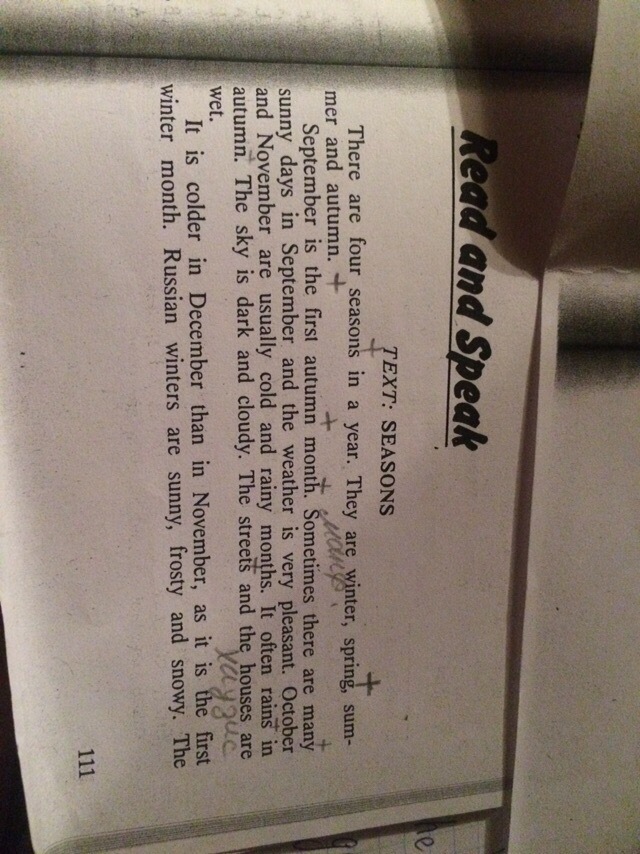 Read and Speak
TEXT: SEASONS
There are four seasons in a year. They are winter, spring, sum-
mer and autumn.
September is the first autumn month. Sometimes there are many
sunny days in September and the weather is very pleasant. October
and November are usually cold and rainy months. It often rains in
autumn. The sky is dark and cloudy. The streets and the houses are
wet.
хаузис
It is colder in December than in November, as it is the first
winter month. Russian winters are sunny, frosty and snowy. The
111
he